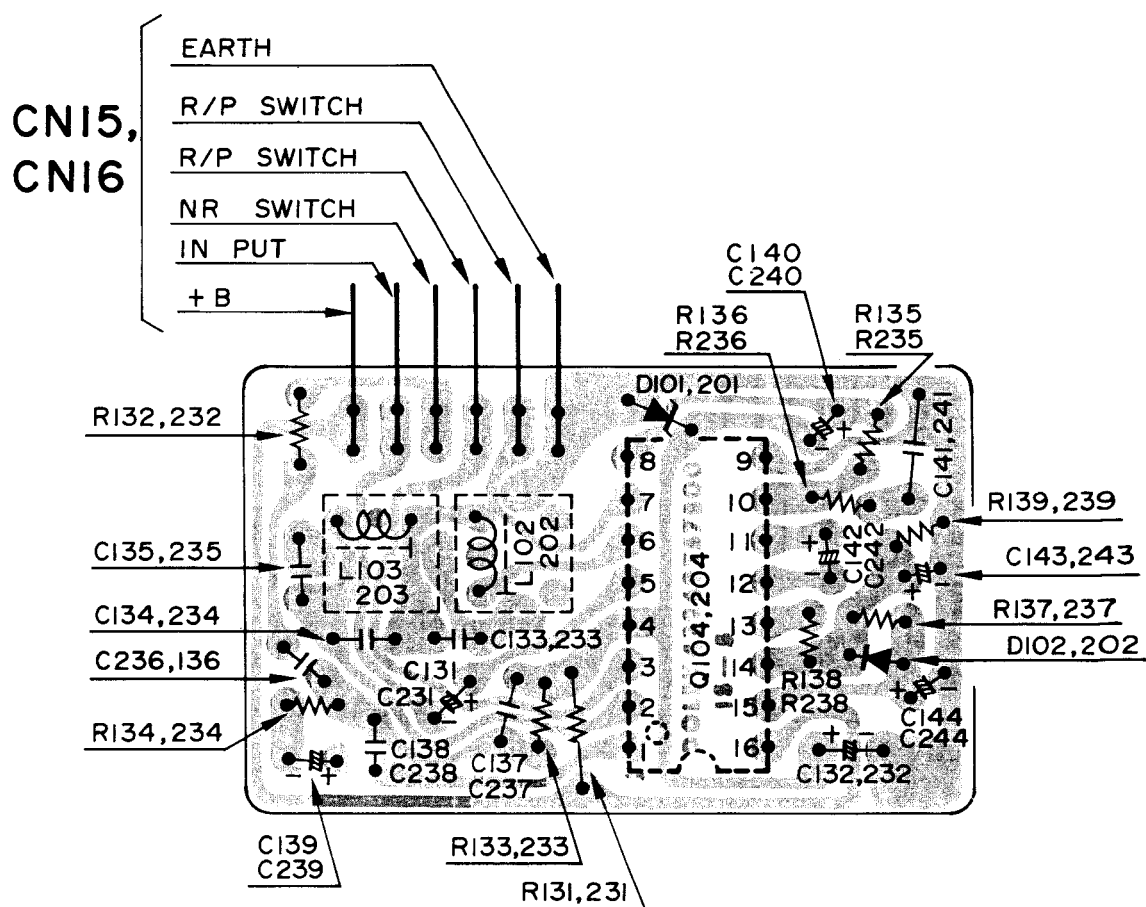 CN15,
CN16
EARTH
R/P SWITCH
R/P SWITCH
NR SWITCH
IN PUT
+B
C140
C240
R136
R236
R135
R235
D101,201
R132,232
C141,241
8
9
7
10
6
11
5
12
4
13
3
14
2
15
1
16
Q104,204
L103
203
L102
202
+
-
C142
C242
+
-
R139,239
C143,243
+
-
R137,237
D102,202
C135,235
C134,234
C236,136
R134,234
C133,233
C131
C231
+
-
R138
R238
+
-
C144
C244
C138
C238
C137
C237
+
-
C132,232
-
+
C139
C239
R133,233
R131,231